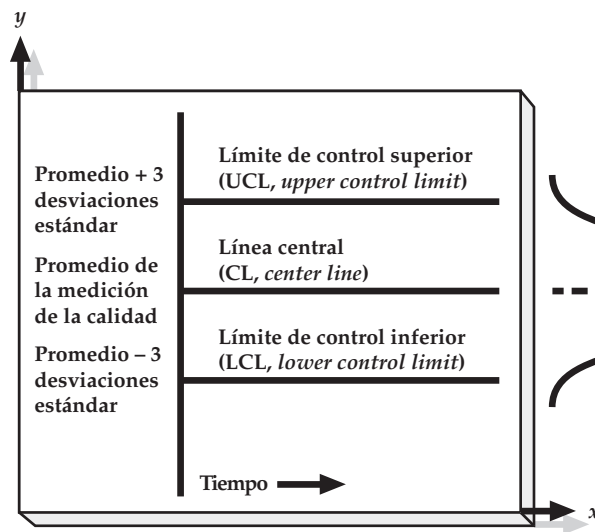 y
Promedio + 3
desviaciones
estándar
Límite de control superior
(UCL, upper control limit)
Promedio de
la medición
de la calidad
Línea central
(CL, center line)
Promedio – 3
desviaciones
estándar
Límite de control inferior
(LCL, lower control limit)
Tiempo
x